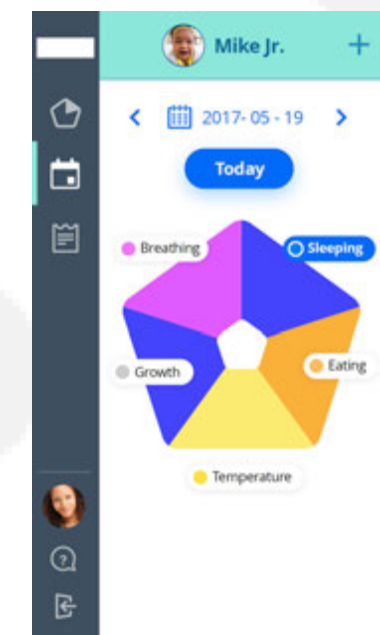 Mike Jr.
2017- 05 - 19
Today
Breathing
Sleeping
Growth
Eating
Temperature
?